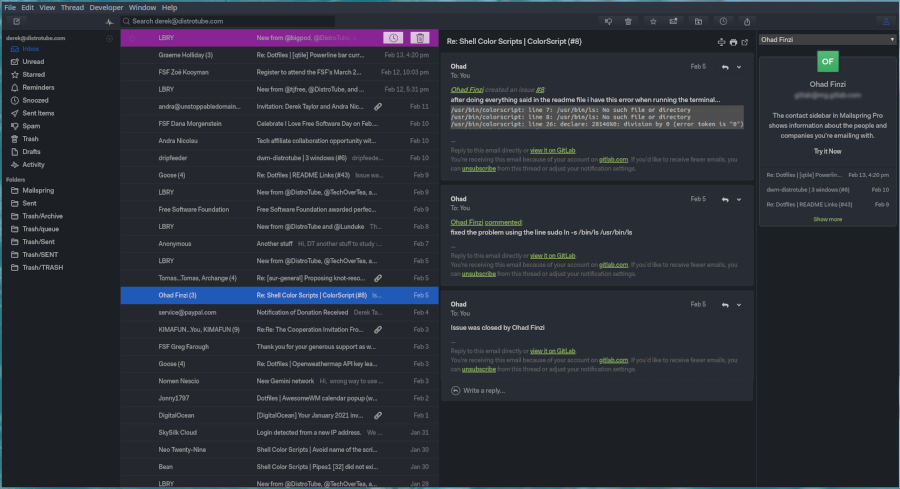 File Edit View Thread Developer Window Help
Search derek@distrotube.com
derek@distrotube.com
Inbox
Unread
Starred
Reminders
Snoozed
Sent Items
Spam
Trash
Drafts
Activity
Folders
Mailspring
Sent
Trash/Archive
Trash/queue
Trash/Sent
Trash/SENT
Trash/TRASH
LBRY New from @bigpod, @DistroTube,
Graeme Holliday (3) Re: Dotfiles | [qtile] Powerline bar curr... Feb 13, 4:20 pm
FSF Zoë Kooyman Register to attend the FSF's March 2... Feb 12, 10:03 pm
LBRY New from @tjfree, @DistroTube, and... Feb 12, 5:31 pm
andra@unstoppabledomain... Invitation: Derek Taylor and Andra Nic... Feb 11
FSF Dana Morgenstern Celebrate I Love Free Software Day on Feb... Feb 10
Andra Nicolau Tech affiliate collaboration opportunity wit... Feb 10
dripfeeder dwm-distrotube | 3 windows (#6) dripfeede... Feb 10
Goose (4) Re: Dotfiles | README Links (#43) Issue wa... Feb 9
LBRY New from @DistroTube, @TechOverTea, a... Feb 9
Free Software Foundation Free Software Foundation awarded perfec... Feb 9
LBRY New from @DistroTube and @Lunduke Th... Feb 8
Anonymous Another stuff Hi, DT another stuff to study :... Feb 7
LBRY New from @DistroTube, @TechOverTea, a... Feb 6
Tomas...Tomas, Archange (4) Re: [aur-general] Proposing knot-reso... Feb 5
Ohad Finzi (3) Re: Shell Color Scripts | ColorScript (#8) Is... Feb 5
service@paypal.com Notification of Donation Received Derek Ta... Feb 4
KIMAFUN...You, KIMAFUN (9) Re:Re: The Cooperation Invitation Fro... Feb 3
FSF Greg Farough Thank you for your generous support as w... Feb 3
Goose (4) Re: Dotfiles | Openweathermap API key lea... Feb 3
Nomen Nescio New Gemini network Hi, wrong way to use ... Feb 3
Jonny1797 Dotfiles | AwesomeWM calendar popup (w... Feb 2
DigitalOcean [DigitalOcean] Your January 2021 inv... Feb 1
SkySilk Cloud Login detected from a new IP address. We ... Jan 31
Neo Twenty-Nine Shell Color Scripts | Avoid name of the scri... Jan 30
Bean Shell Color Scripts | Pipes1 [32] did not exi... Jan 30
LBRY New from @DistroTube, @TechOverTea, a... Jan 28
Re: Shell Color Scripts | ColorScript (#8)
Ohad Feb 5
To: You
Ohad Finzi created an issue #8:
after doing everything said in the readme file i have this error when running the terminal...
/usr/bin/colorscript: line 7: /usr/bin/ls: No such file or directory
/usr/bin/colorscript: line 8: /usr/bin/ls: No such file or directory
/usr/bin/colorscript: line 26: declare: 28146%0: division by 0 (error token is "0")
—
Reply to this email directly or view it on GitLab.
You're receiving this email because of your account on gitlab.com. If you'd like to receive fewer emails, you
can unsubscribe from this thread or adjust your notification settings.
Ohad Feb 5
To: You
Ohad Finzi commented:
fixed the problem using the line sudo ln -s /bin/ls /usr/bin/ls
—
Reply to this email directly or view it on GitLab.
You're receiving this email because of your account on gitlab.com. If you'd like to receive fewer emails, you
can unsubscribe from this thread or adjust your notification settings.
Ohad Feb 5
To: You
Issue was closed by Ohad Finzi
—
Reply to this email directly or view it on GitLab.
You're receiving this email because of your account on gitlab.com. If you'd like to receive fewer emails, you
can unsubscribe from this thread or adjust your notification settings.
Write a reply...
Ohad Finzi
OF
Ohad Finzi
The contact sidebar in Mailspring Pro
shows information about the people and
companies you're emailing with.
Try it Now
Re: Dotfiles | [qtile] Powerlin... Feb 13, 4:20 pm
dwm-distrotube | 3 windows (#6) Feb 10
Re: Dotfiles | README Links (#43) Feb 9
Show more